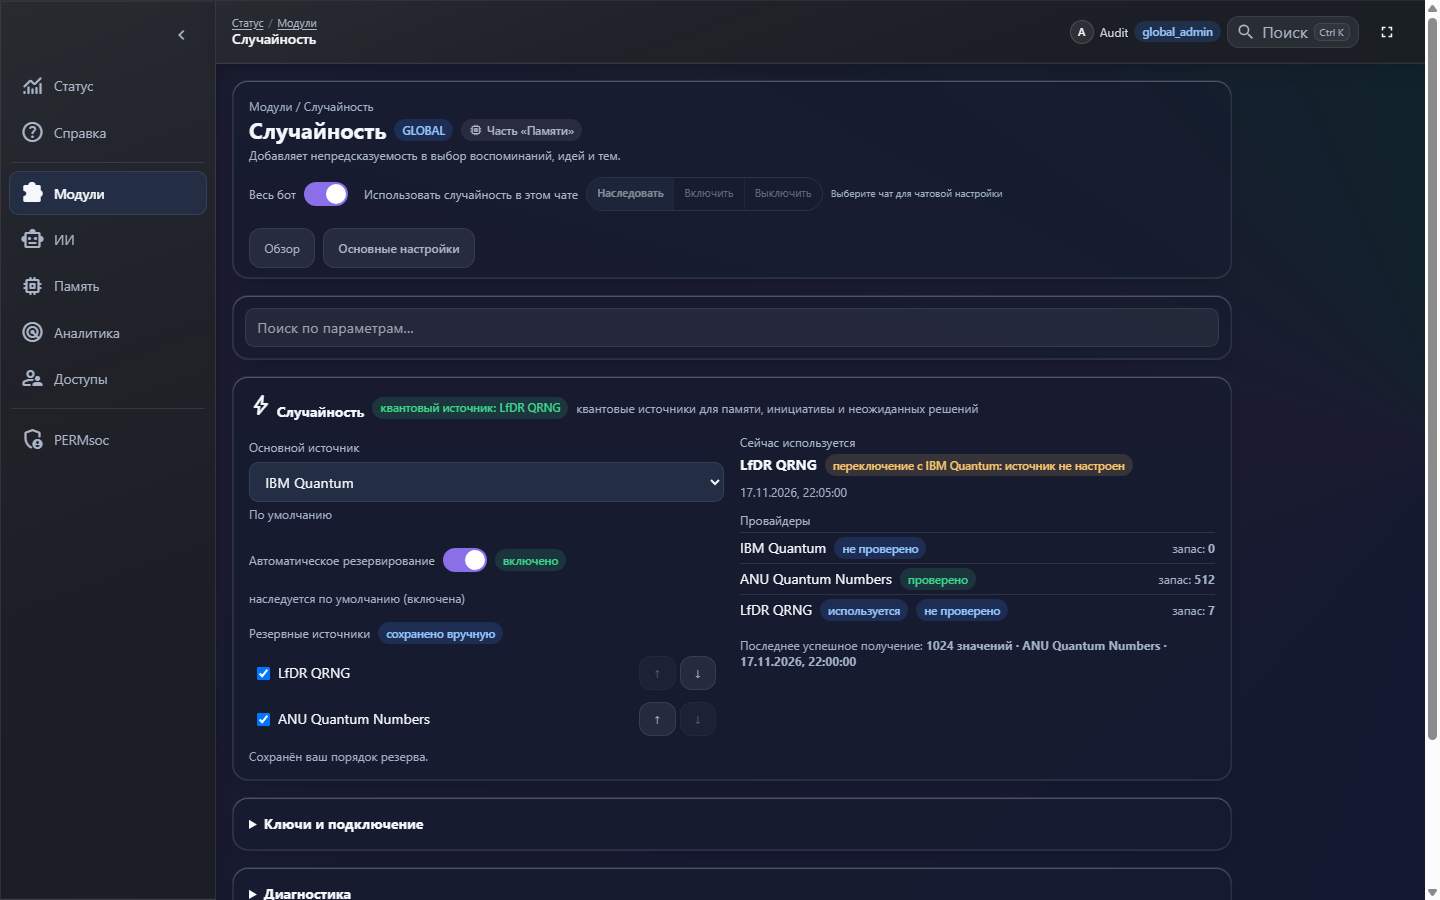 Статус / Модули
Случайность
A Audit global_admin Поиск Ctrl K
Статус
Справка
Модули
ИИ
Память
Аналитика
Доступы
PERMsoc
Модули / Случайность
Случайность GLOBAL Часть «Памяти»
Добавляет непредсказуемость в выбор воспоминаний, идей и тем.
Весь бот Использовать случайность в этом чате Наследовать Включить Выключить Выберите чат для чатовой настройки
Обзор Основные настройки
Поиск по параметрам...
Случайность квантовый источник: LfDR QRNG квантовые источники для памяти, инициативы и неожиданных решений
Основной источник
IBM Quantum
По умолчанию
Автоматическое резервирование включено
наследуется по умолчанию (включена)
Резервные источники сохранено вручную
LfDR QRNG ↑ ↓
ANU Quantum Numbers ↑ ↓
Сохранён ваш порядок резерва.
Сейчас используется
LfDR QRNG переключение с IBM Quantum: источник не настроен
17.11.2026, 22:05:00
Провайдеры
IBM Quantum не проверено запас: 0
ANU Quantum Numbers проверено запас: 512
LfDR QRNG используется не проверено запас: 7
Последнее успешное получение: 1024 значений · ANU Quantum Numbers ·
17.11.2026, 22:00:00
Ключи и подключение
Диагностика